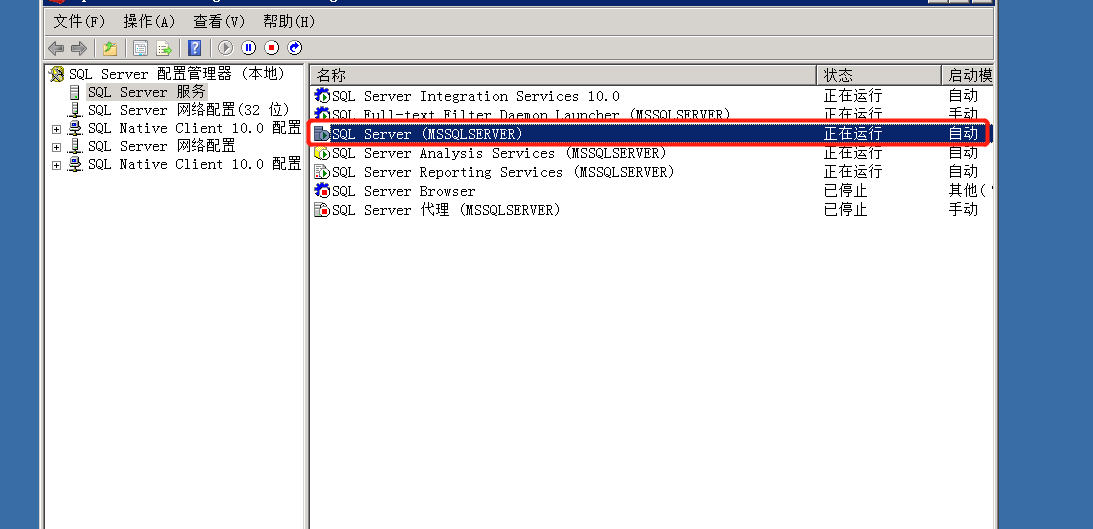 文件(F) 操作(A) 查看(V) 帮助(H)
SQL Server 配置管理器 (本地)
SQL Server 服务
SQL Server 网络配置(32 位)
SQL Native Client 10.0 配置
SQL Server 网络配置
SQL Native Client 10.0 配置
名称 状态 启动模
SQL Server Integration Services 10.0 正在运行 自动
SQL Full-text Filter Daemon Launcher (MSSQLSERVER) 正在运行 手动
SQL Server (MSSQLSERVER) 正在运行 自动
SQL Server Analysis Services (MSSQLSERVER) 正在运行 自动
SQL Server Reporting Services (MSSQLSERVER) 正在运行 自动
SQL Server Browser 已停止 其他(
SQL Server 代理 (MSSQLSERVER) 已停止 手动